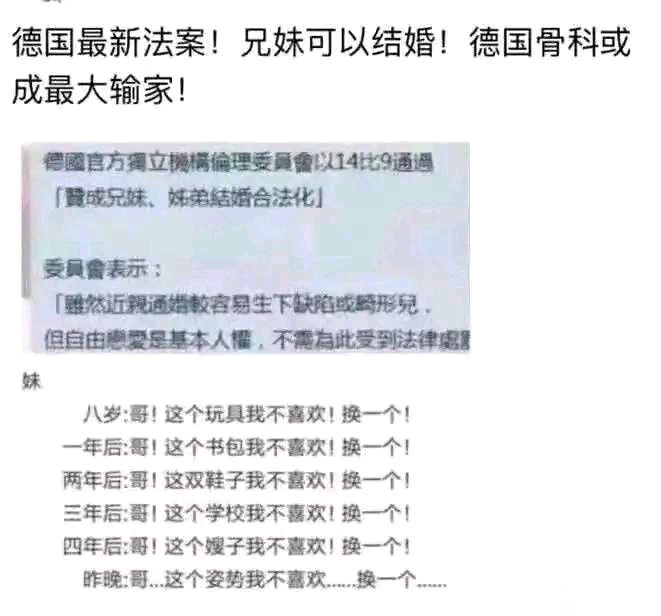 德国最新法案！兄妹可以结婚！德国骨科或
成最大输家！
德國官方獨立機構倫理委員會以14比9通過
「贊成兄妹、姊弟結婚合法化」
委員會表示：
「雖然近親通婚較容易生下缺陷或畸形兒，
但自由戀愛是基本人權，不需為此受到法律處
妹
八岁:哥！这个玩具我不喜欢！换一个！
一年后:哥！这个书包我不喜欢！换一个！
两年后:哥！这双鞋子我不喜欢！换一个！
三年后:哥！这个学校我不喜欢！换一个！
四年后:哥！这个嫂子我不喜欢！换一个！
昨晚:哥...这个姿势我不喜欢......换一个......